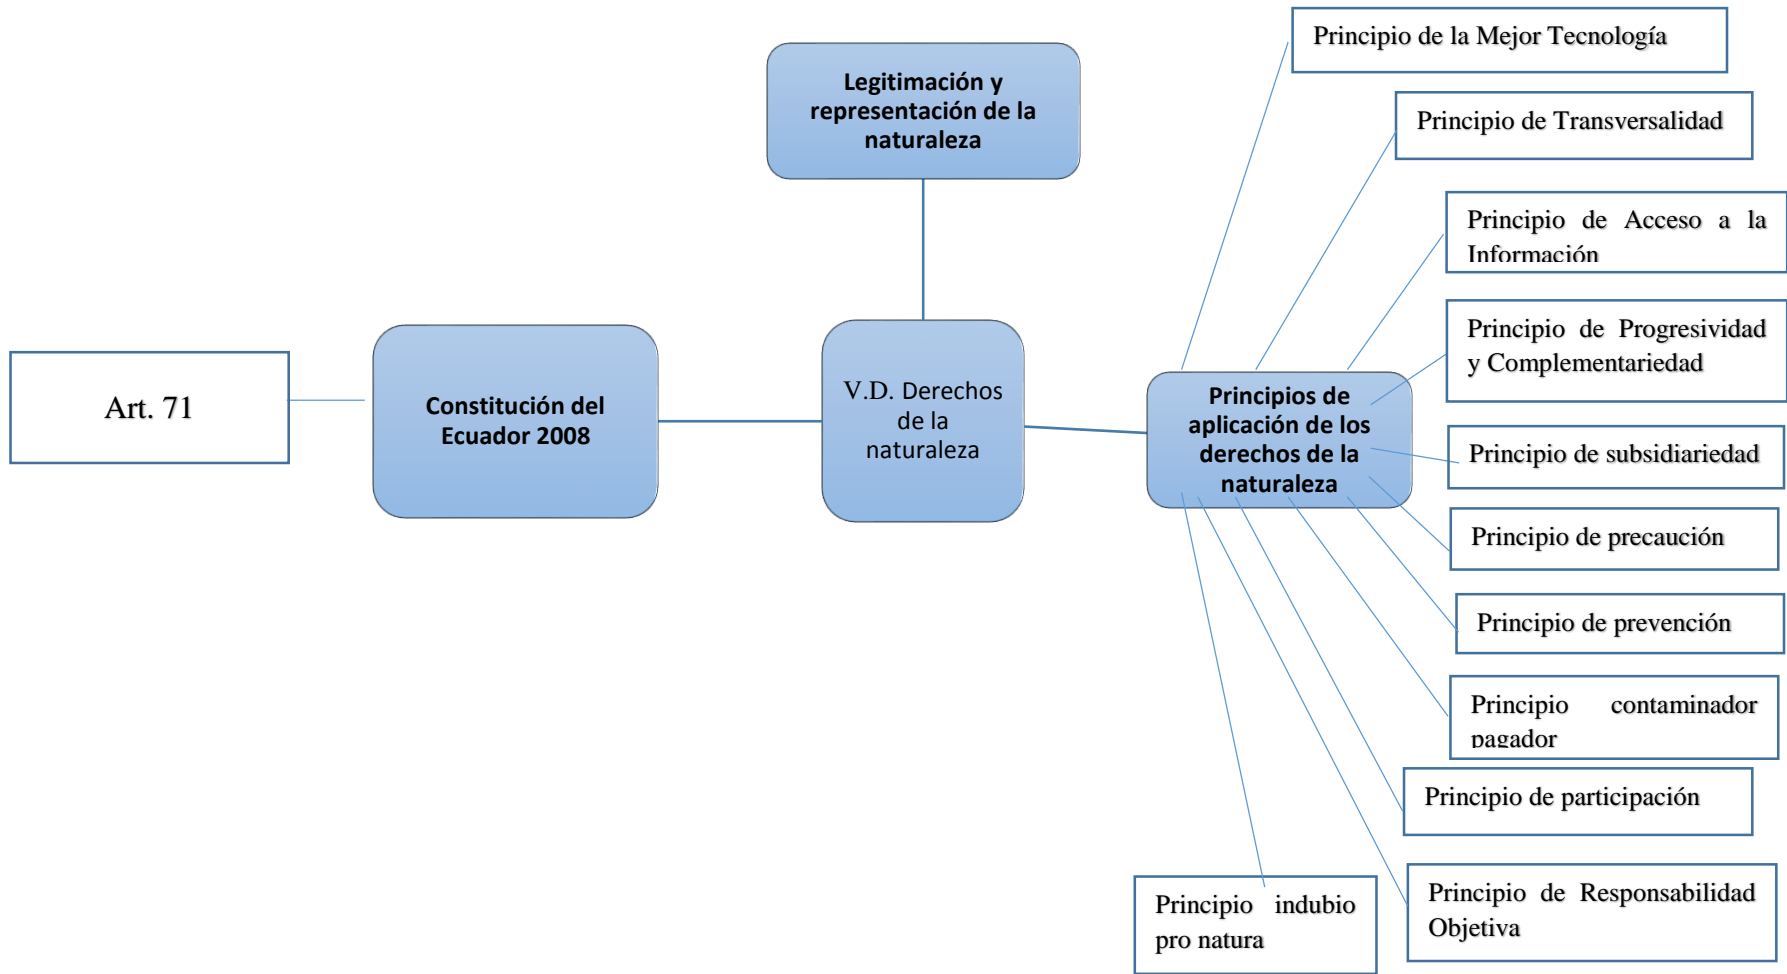 Principio de la Mejor Tecnología
Legitimación y
representación de la
naturaleza
Principio de Transversalidad
Principio de Acceso a la
Información
Principio de Progresividad
y Complementariedad
Art. 71
Constitución del
Ecuador 2008
V.D. Derechos
de la
naturaleza
Principios de
aplicación de los
derechos de la
naturaleza
Principio de subsidiariedad
Principio de precaución
Principio de prevención
Principio contaminador
pagador
Principio de participación
Principio de Responsabilidad
Objetiva
Principio indubio
pro natura